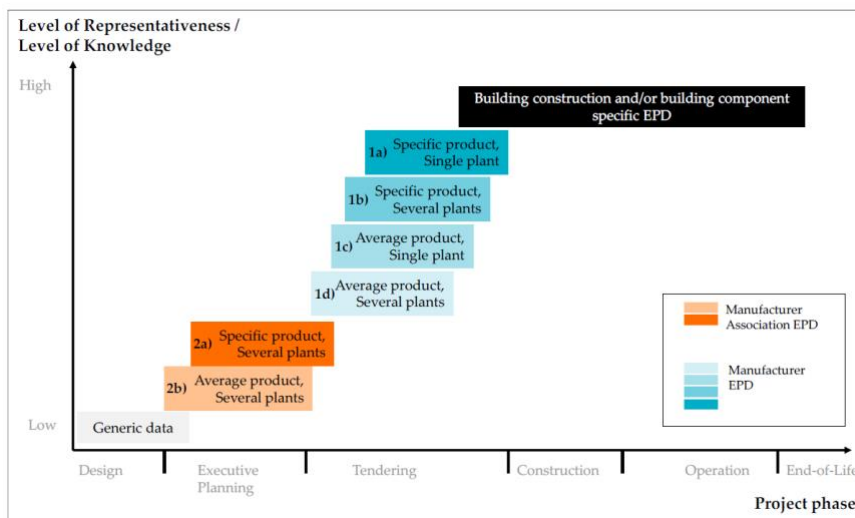 Level of Representativeness /
Level of Knowledge
High
Building construction and/or building component
specific EPD
1a) Specific product,
Single plant
1b) Specific product,
Several plants
1c) Average product,
Single plant
1d) Average product,
Several plants
2a) Specific product,
Several plants
2b) Average product,
Several plants
Low
Generic data
Manufacturer
Association EPD
Manufacturer
EPD
Design
Executive
Planning
Tendering
Construction
Operation
End-of-Life
Project phase